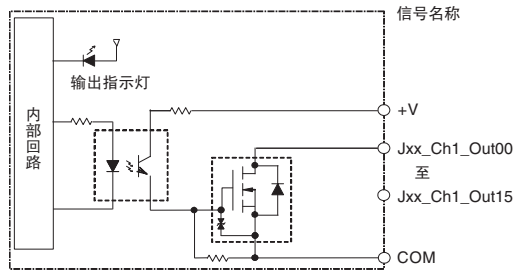 信号名称
输出指示灯
内部回路
+V
Jxx_Ch1_Out00
至
Jxx_Ch1_Out15
COM